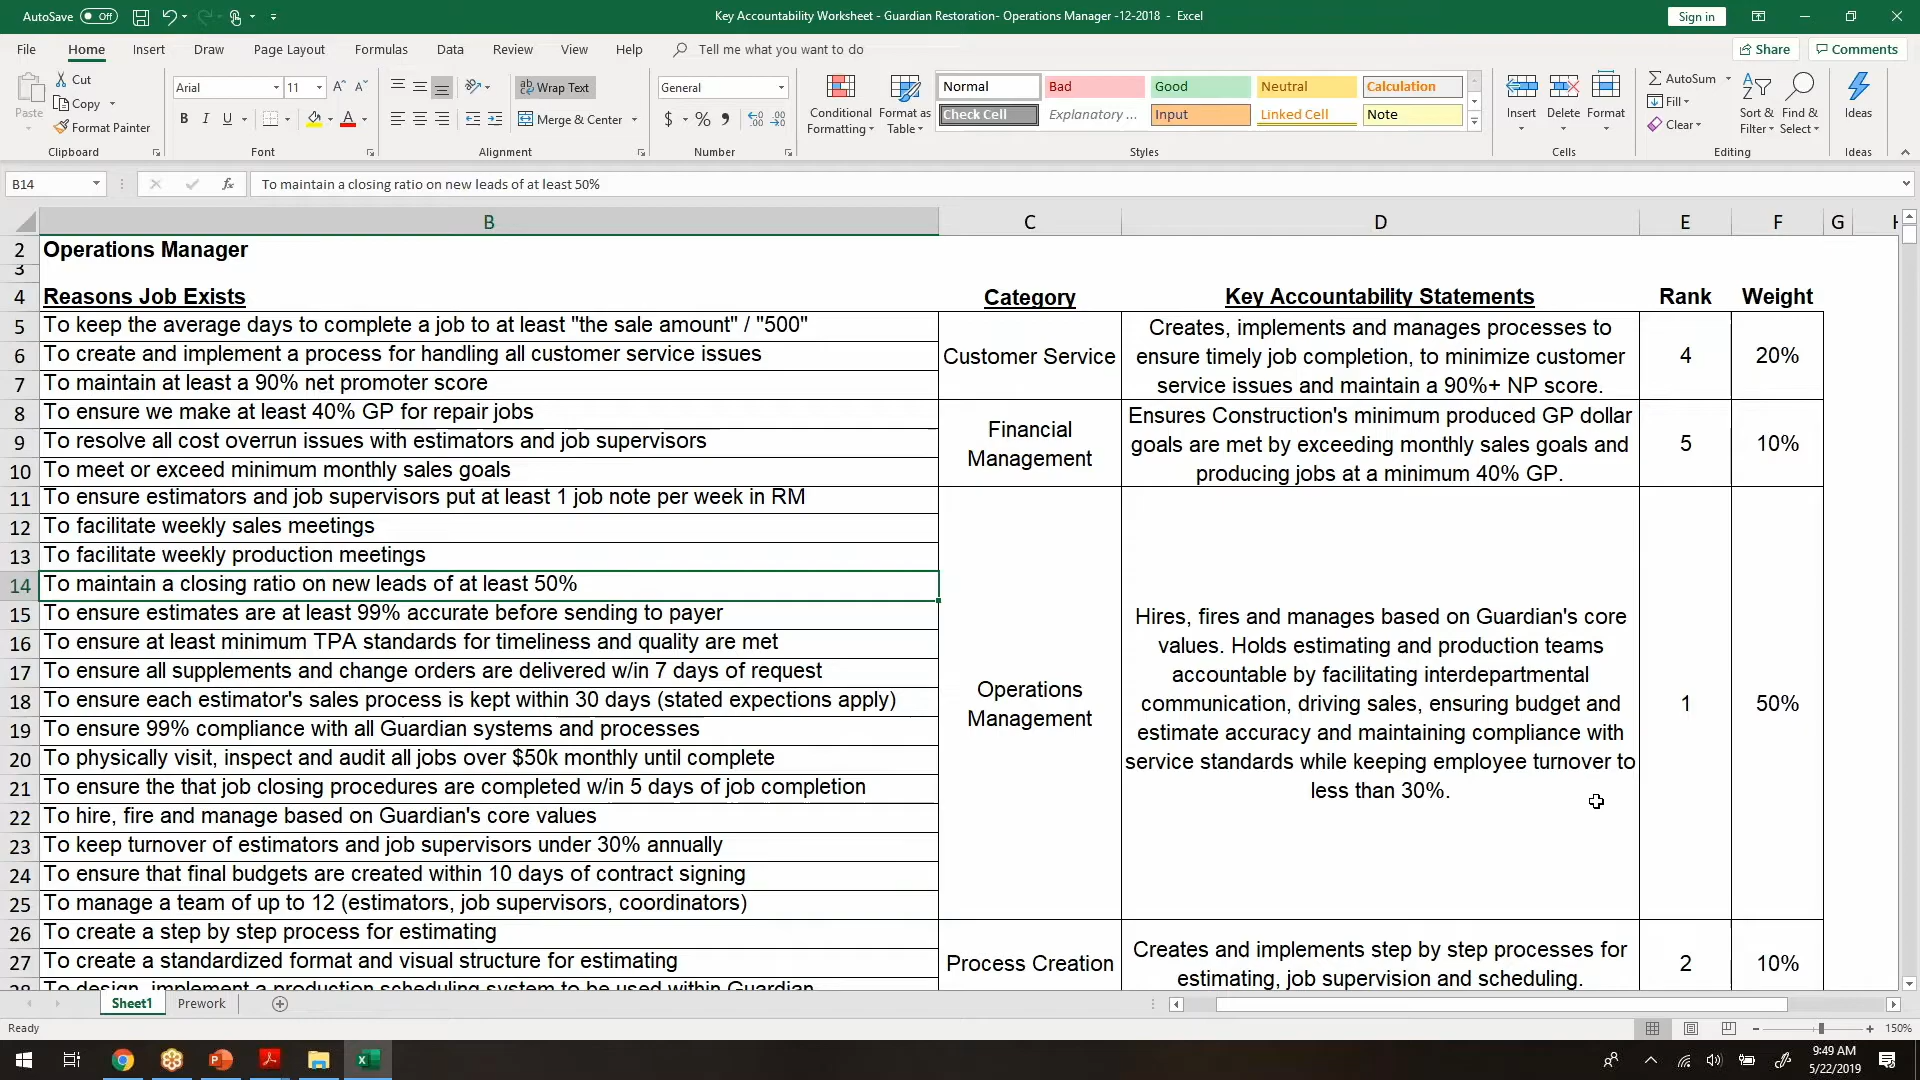 AutoSave Off
Key Accountability Worksheet - Guardian Restoration- Operations Manager -12-2018 - Excel
Sign in
File Home Insert Draw Page Layout Formulas Data Review View Help Tell me what you want to do
Share Comments
Cut
Copy
Format Painter
Paste
Clipboard
Arial 11
B I U
Font
Wrap Text
Merge & Center
Alignment
General
$ % ,
Number
Conditional Formatting
Format as Table
Normal Bad Good Neutral Calculation
Check Cell Explanatory ... Input Linked Cell Note
Styles
Insert Delete Format
Cells
AutoSum
Fill
Clear
Sort & Filter
Find & Select
Editing
Ideas
Ideas
B14 fx To maintain a closing ratio on new leads of at least 50%
B C D E F G
2 Operations Manager
3
4 Reasons Job Exists Category Key Accountability Statements Rank Weight
5 To keep the average days to complete a job to at least "the sale amount" / "500"
6 To create and implement a process for handling all customer service issues
7 To maintain at least a 90% net promoter score
Customer Service
Creates, implements and manages processes to
ensure timely job completion, to minimize customer
service issues and maintain a 90%+ NP score.
4 20%
8 To ensure we make at least 40% GP for repair jobs
9 To resolve all cost overrun issues with estimators and job supervisors
10 To meet or exceed minimum monthly sales goals
Financial
Management
Ensures Construction's minimum produced GP dollar
goals are met by exceeding monthly sales goals and
producing jobs at a minimum 40% GP.
5 10%
11 To ensure estimators and job supervisors put at least 1 job note per week in RM
12 To facilitate weekly sales meetings
13 To facilitate weekly production meetings
14 To maintain a closing ratio on new leads of at least 50%
15 To ensure estimates are at least 99% accurate before sending to payer
16 To ensure at least minimum TPA standards for timeliness and quality are met
17 To ensure all supplements and change orders are delivered w/in 7 days of request
18 To ensure each estimator's sales process is kept within 30 days (stated expections apply)
19 To ensure 99% compliance with all Guardian systems and processes
20 To physically visit, inspect and audit all jobs over $50k monthly until complete
21 To ensure the that job closing procedures are completed w/in 5 days of job completion
22 To hire, fire and manage based on Guardian's core values
23 To keep turnover of estimators and job supervisors under 30% annually
24 To ensure that final budgets are created within 10 days of contract signing
25 To manage a team of up to 12 (estimators, job supervisors, coordinators)
Operations
Management
Hires, fires and manages based on Guardian's core
values. Holds estimating and production teams
accountable by facilitating interdepartmental
communication, driving sales, ensuring budget and
estimate accuracy and maintaining compliance with
service standards while keeping employee turnover to
less than 30%.
1 50%
26 To create a step by step process for estimating
27 To create a standardized format and visual structure for estimating
28 To design, implement a production scheduling system to be used within Guardian
Process Creation
Creates and implements step by step processes for
estimating, job supervision and scheduling.
2 10%
Sheet1 Prework
Ready
150%
9:49 AM
5/22/2019